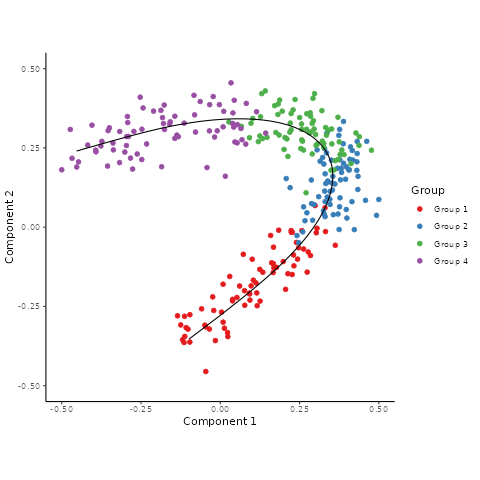 0.50
0.25
0.00
-0.25
-0.50
Component 2
-0.50
-0.25
0.00
0.25
0.50
Component 1
Group
Group 1
Group 2
Group 3
Group 4